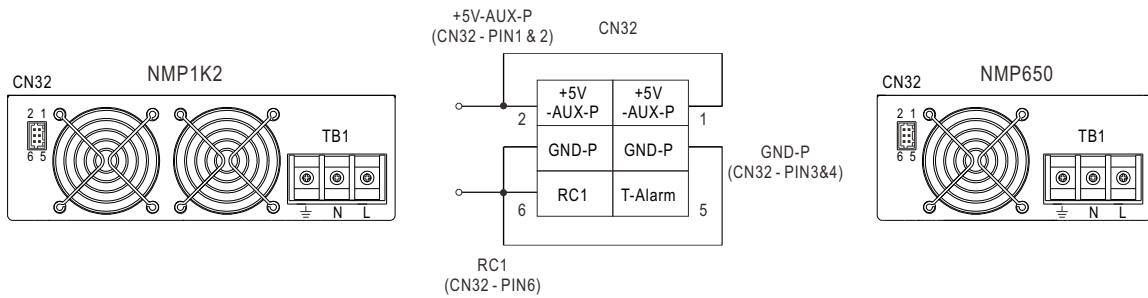 +5V-AUX-P
(CN32 - PIN1 & 2)
CN32
NMP1K2
CN32
2 1
6 5
TB1
N L
+5V
-AUX-P
+5V
-AUX-P
2
1
GND-P
GND-P
RC1
T-Alarm
6
5
GND-P
(CN32 - PIN3&4)
RC1
(CN32 - PIN6)
NMP650
CN32
2 1
6 5
TB1
N L